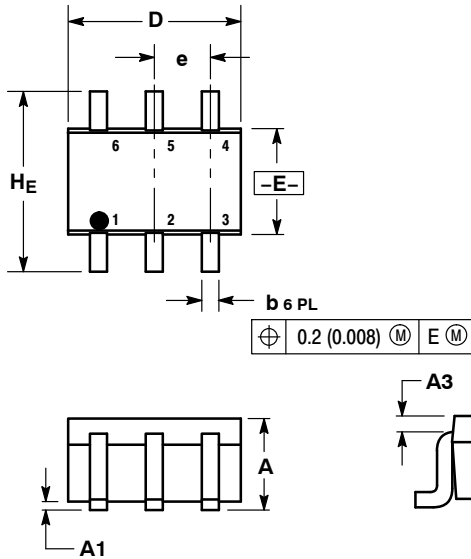 D
e
6 5 4
HE
–E–
1 2 3
b 6 PL
⌖ 0.2 (0.008) Ⓜ E Ⓜ
A3
A
A1